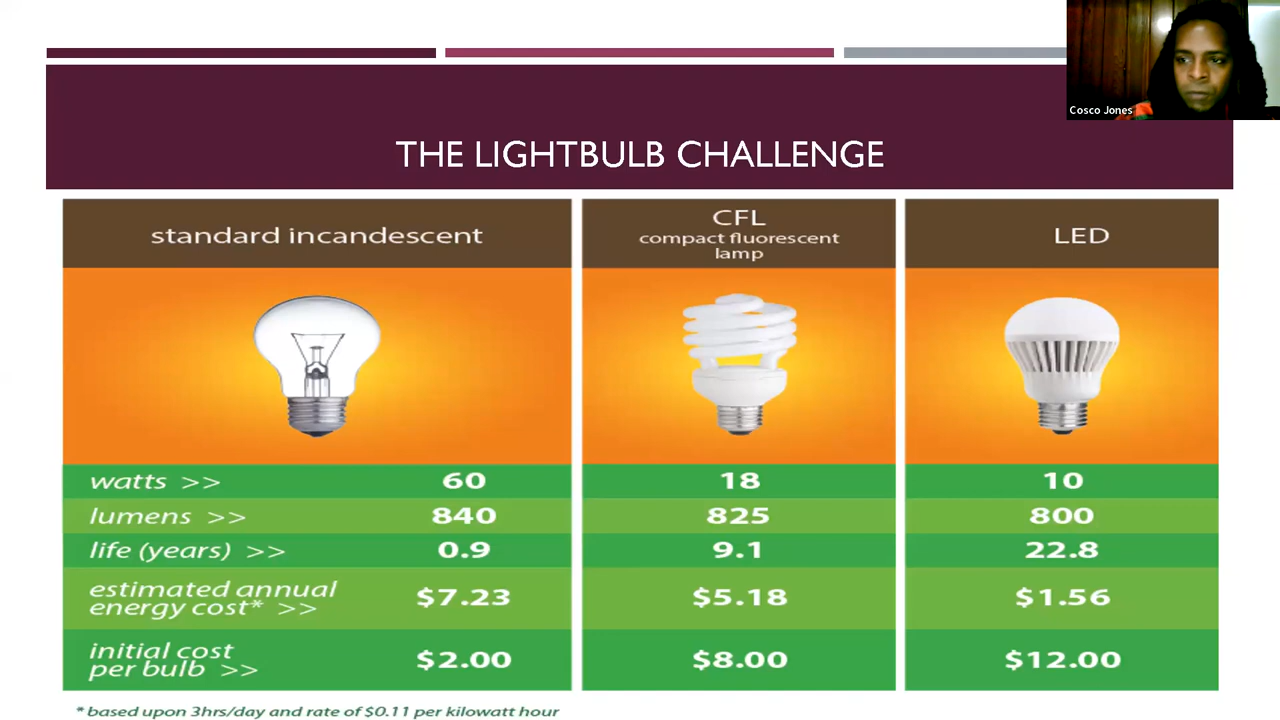 Cosco Jones
THE LIGHTBULB CHALLENGE
standard incandescent
CFL
compact fluorescent
lamp
LED
watts >> 60 18 10
lumens >> 840 825 800
life (years) >> 0.9 9.1 22.8
estimated annual
energy cost* >> $7.23 $5.18 $1.56
initial cost
per bulb >> $2.00 $8.00 $12.00
* based upon 3hrs/day and rate of $0.11 per kilowatt hour